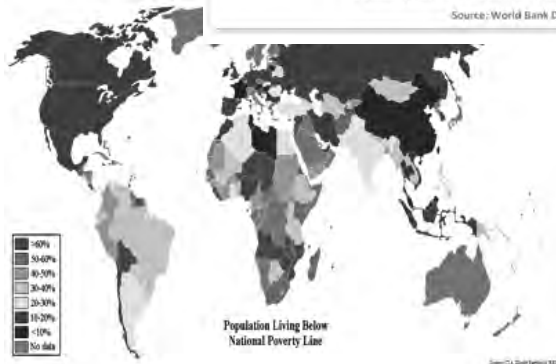 Source: World Bank D
>60%
50-60%
40-50%
30-40%
20-30%
10-20%
<10%
No data
Population Living Below
National Poverty Line